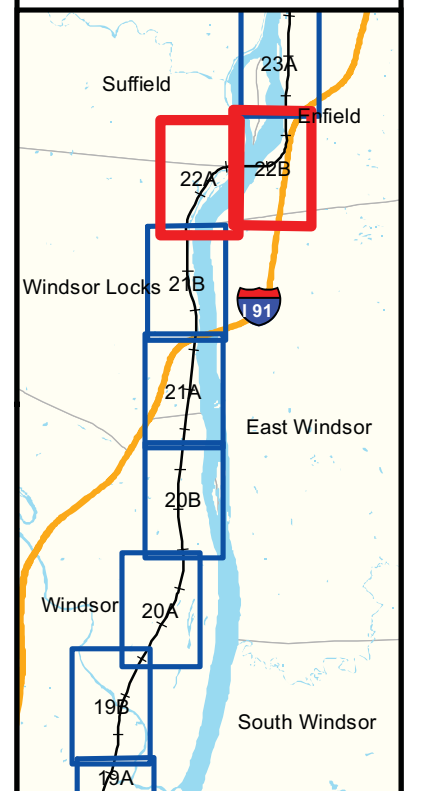 23A
Suffield
Enfield
22A
22B
Windsor Locks
21B
I 91
21A
East Windsor
20B
Windsor
20A
19B
South Windsor
19A